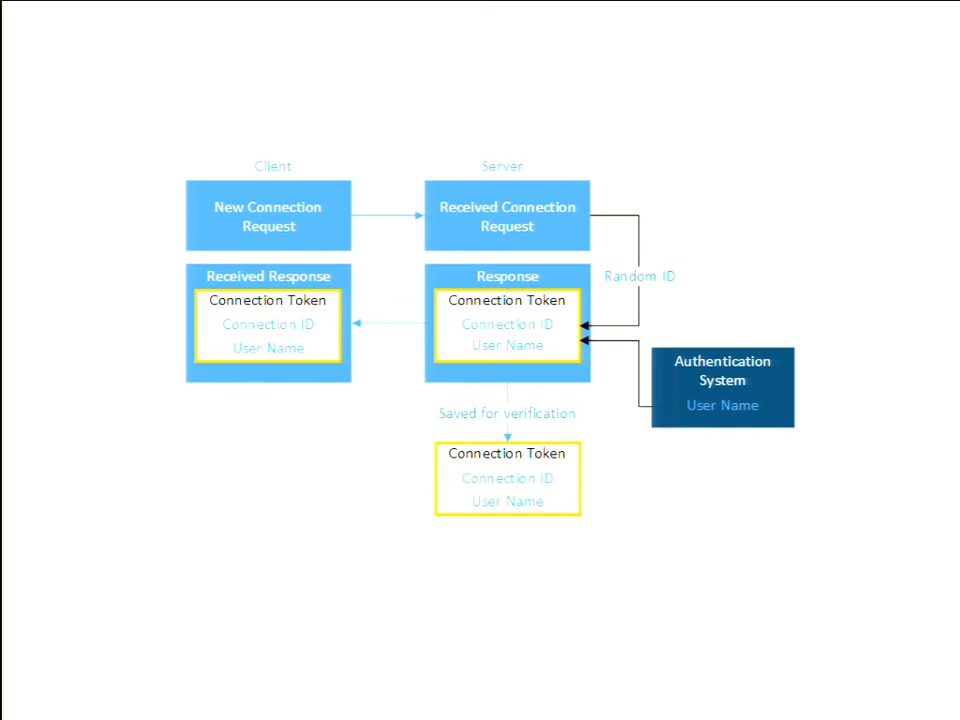 Client
Server
New Connection
Request
Received Connection
Request
Received Response
Connection Token
Connection ID
User Name
Response
Connection Token
Connection ID
User Name
Random ID
Authentication
System
User Name
Saved for verification
Connection Token
Connection ID
User Name